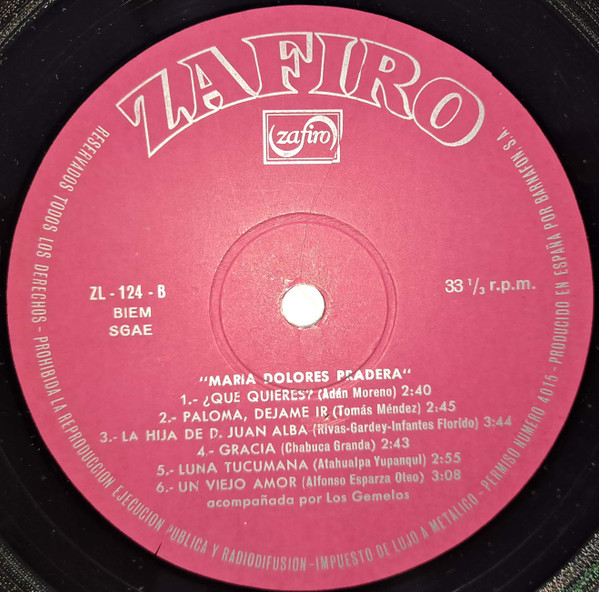 ZAFIRO
zafiro
ZL - 124 - B
BIEM
SGAE
33 1/3 r.p.m.
"MARIA DOLORES PRADERA"
1.- ¿QUE QUIERES? (Adán Moreno) 2:40
2.- PALOMA, DEJAME IR (Tomás Méndez) 2:45
3.- LA HIJA DE D. JUAN ALBA (Rivas-Gardey-Infantes Florido) 3:44
4.- GRACIA (Chabuca Granda) 2:43
5.- LUNA TUCUMANA (Atahualpa Yupanqui) 2:55
6.- UN VIEJO AMOR (Alfonso Esparza Oteo) 3:08
acompañada por Los Gemelos
RESERVADOS TODOS LOS DERECHOS - PROHIBIDA LA REPRODUCCION EJECUCION PUBLICA Y RADIODIFUSION - IMPUESTO DE LUJO A METALICO - PERMISO NUMERO 4015 - PRODUCIDO EN ESPAÑA POR BARNAFON, S.A.